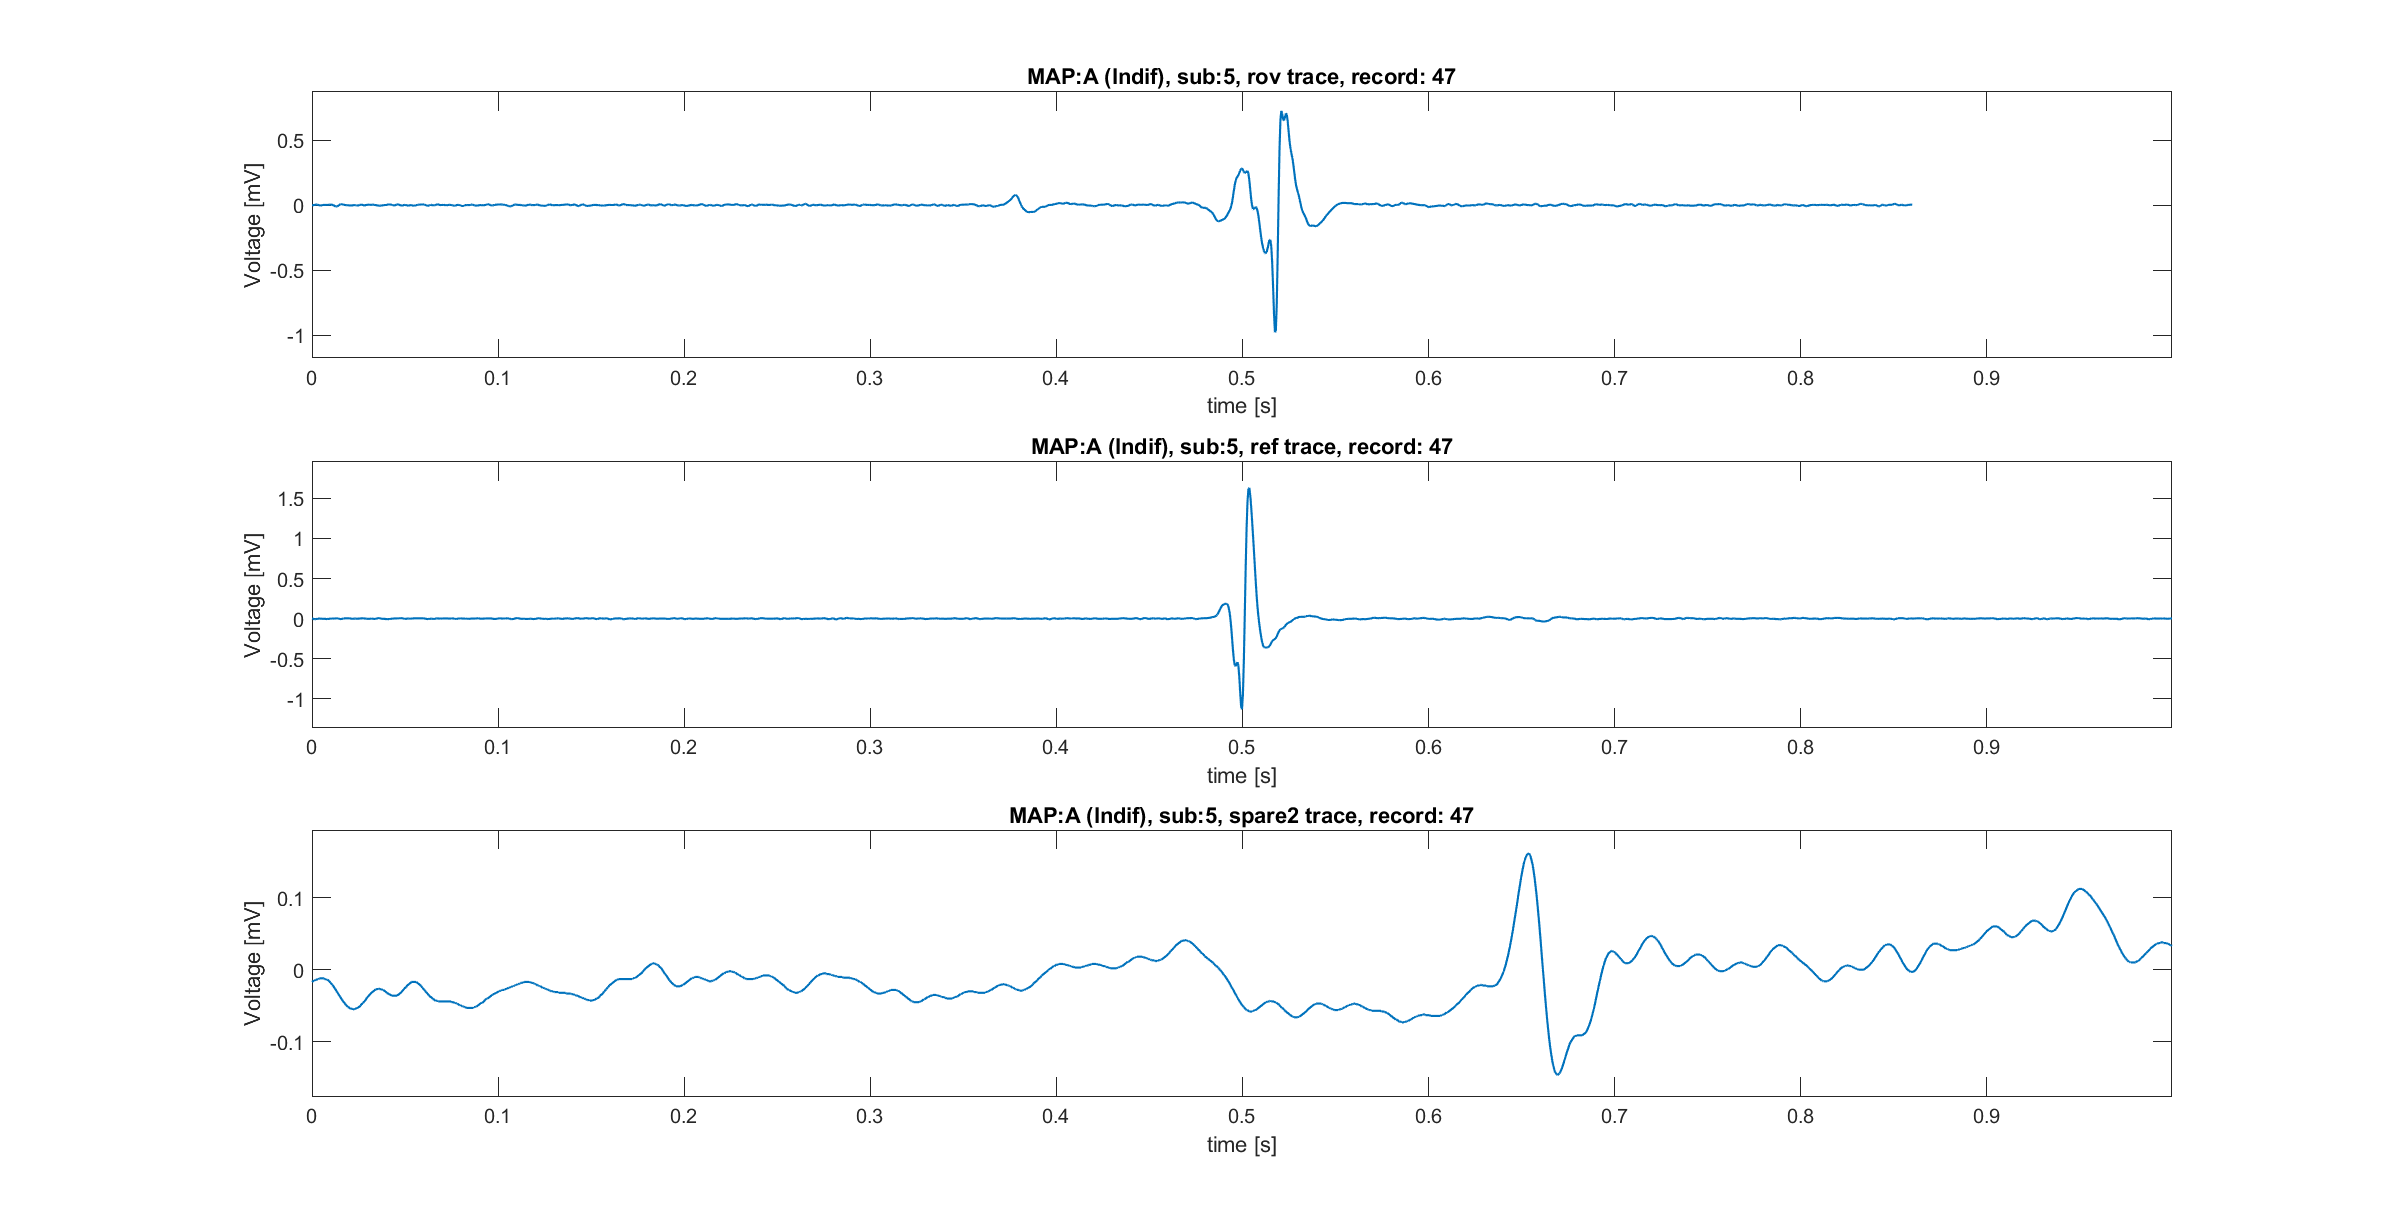 MAP:A (Indif), sub:5, rov trace, record: 47
Voltage [mV]
0.5
0
-0.5
-1
0 0.1 0.2 0.3 0.4 0.5 0.6 0.7 0.8 0.9
time [s]
MAP:A (Indif), sub:5, ref trace, record: 47
Voltage [mV]
1.5
1
0.5
0
-0.5
-1
0 0.1 0.2 0.3 0.4 0.5 0.6 0.7 0.8 0.9
time [s]
MAP:A (Indif), sub:5, spare2 trace, record: 47
Voltage [mV]
0.1
0
-0.1
0 0.1 0.2 0.3 0.4 0.5 0.6 0.7 0.8 0.9
time [s]